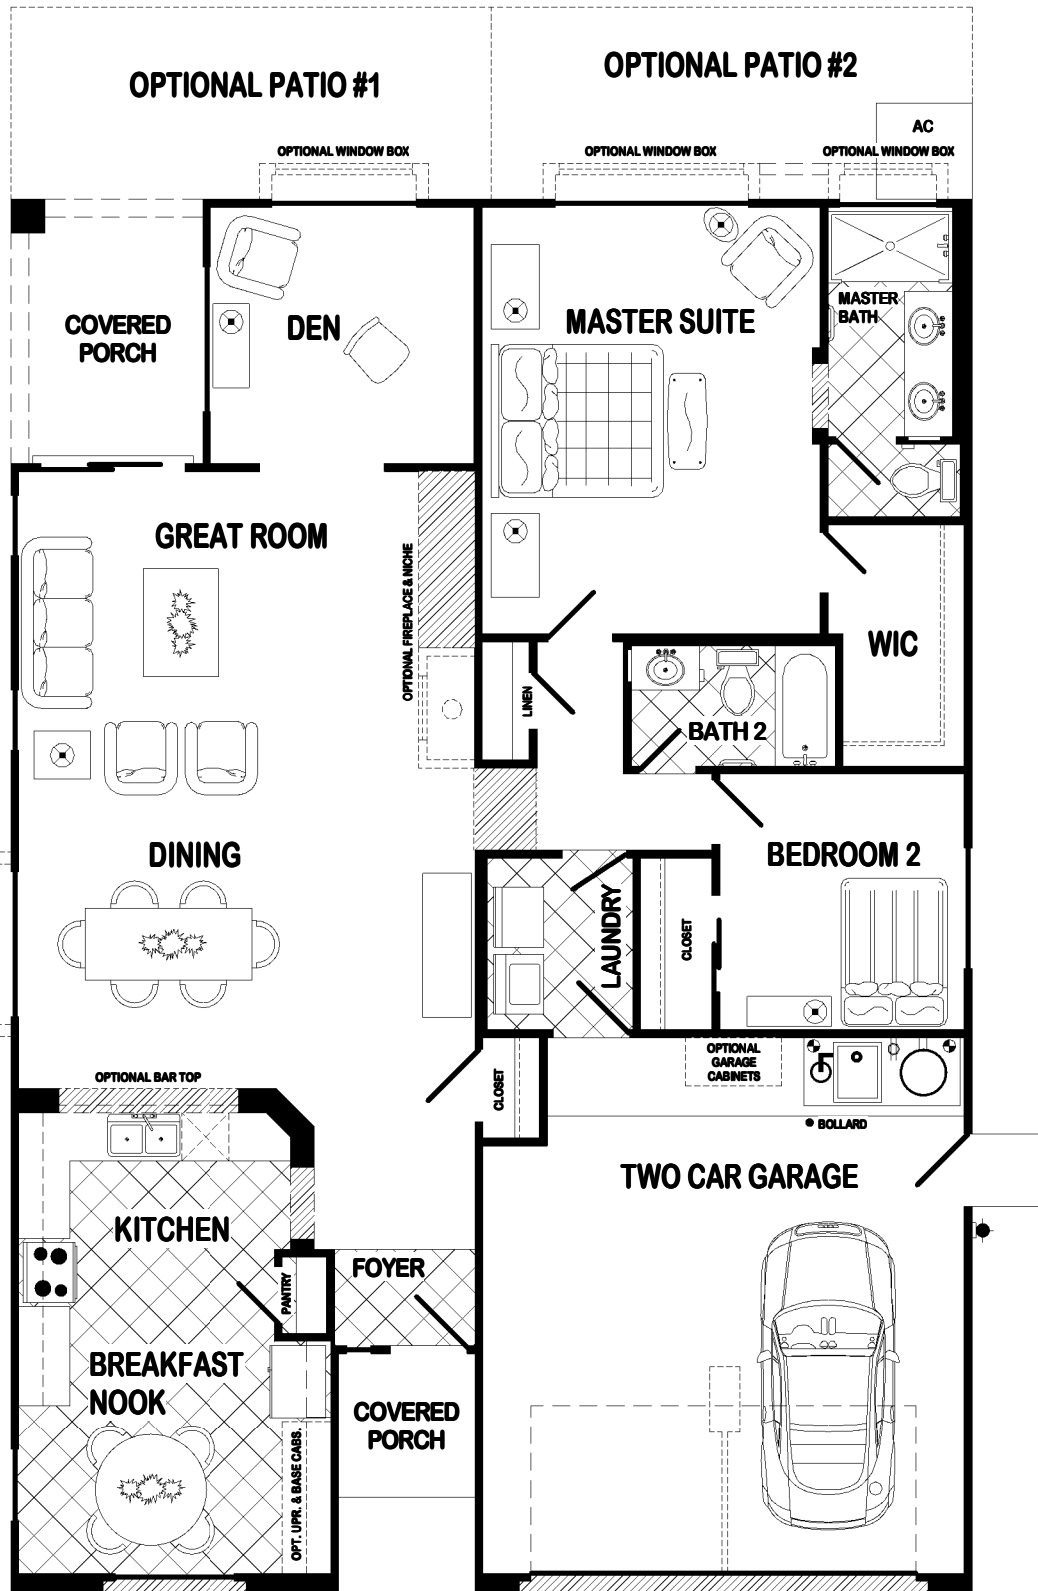 OPTIONAL PATIO #1
OPTIONAL PATIO #2
AC
OPTIONAL WINDOW BOX
OPTIONAL WINDOW BOX
OPTIONAL WINDOW BOX
COVERED
PORCH
DEN
MASTER SUITE
MASTER
BATH
GREAT ROOM
OPTIONAL FIREPLACE & NICHE
WIC
LINEN
BATH 2
DINING
BEDROOM 2
LAUNDRY
CLOSET
OPTIONAL
GARAGE
CABINETS
OPTIONAL BAR TOP
CLOSET
BOLLARD
TWO CAR GARAGE
KITCHEN
FOYER
PANTRY
BREAKFAST
NOOK
COVERED
PORCH
OPT. UPR. & BASE CABS.